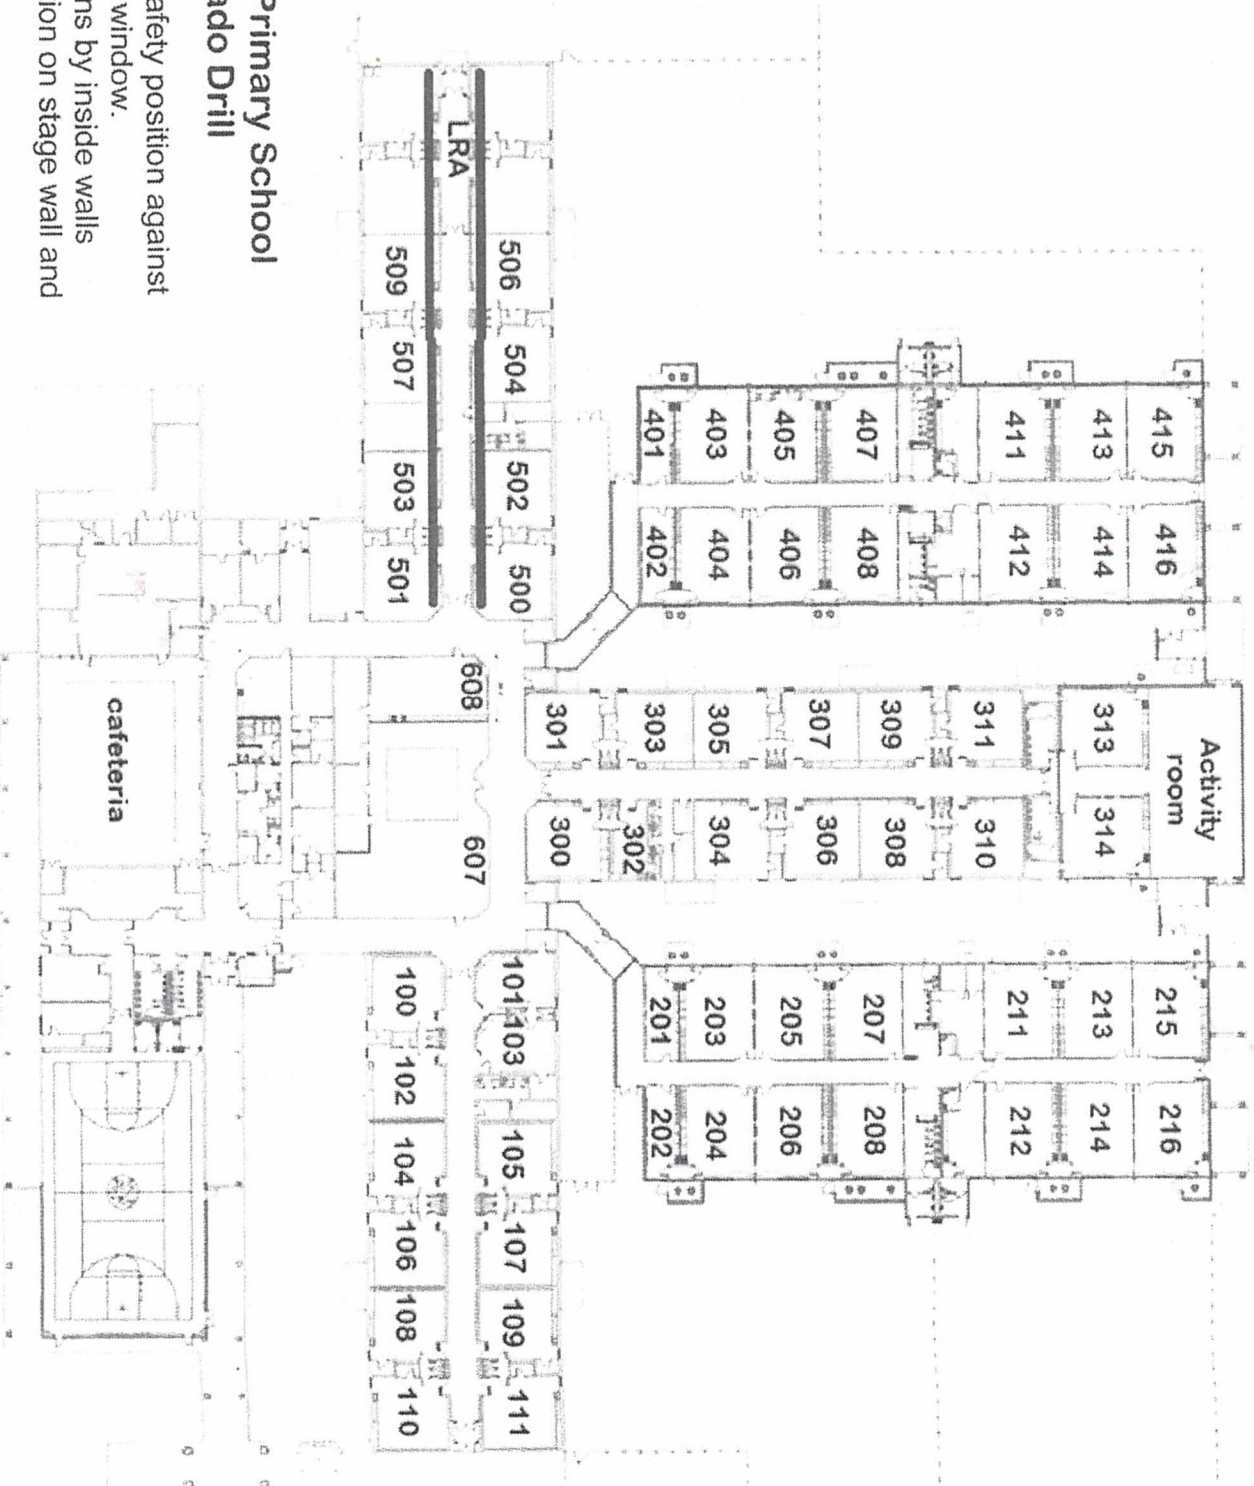 Activity
room
415 416 313 314 215 216
413 414 213 214
411 412 311 310 211 212
407 408 309 308 207 208
405 406 307 306 205 206
403 404 305 304 203 204
401 402 303 302 201 202
301 300
506 504 502 500 101 103 105 107 109 111
608 607
LRA
509 507 503 501 100 102 104 106 108 110
Primary School
ado Drill
afety position against
window.
ns by inside walls
ion on stage wall and
cafeteria